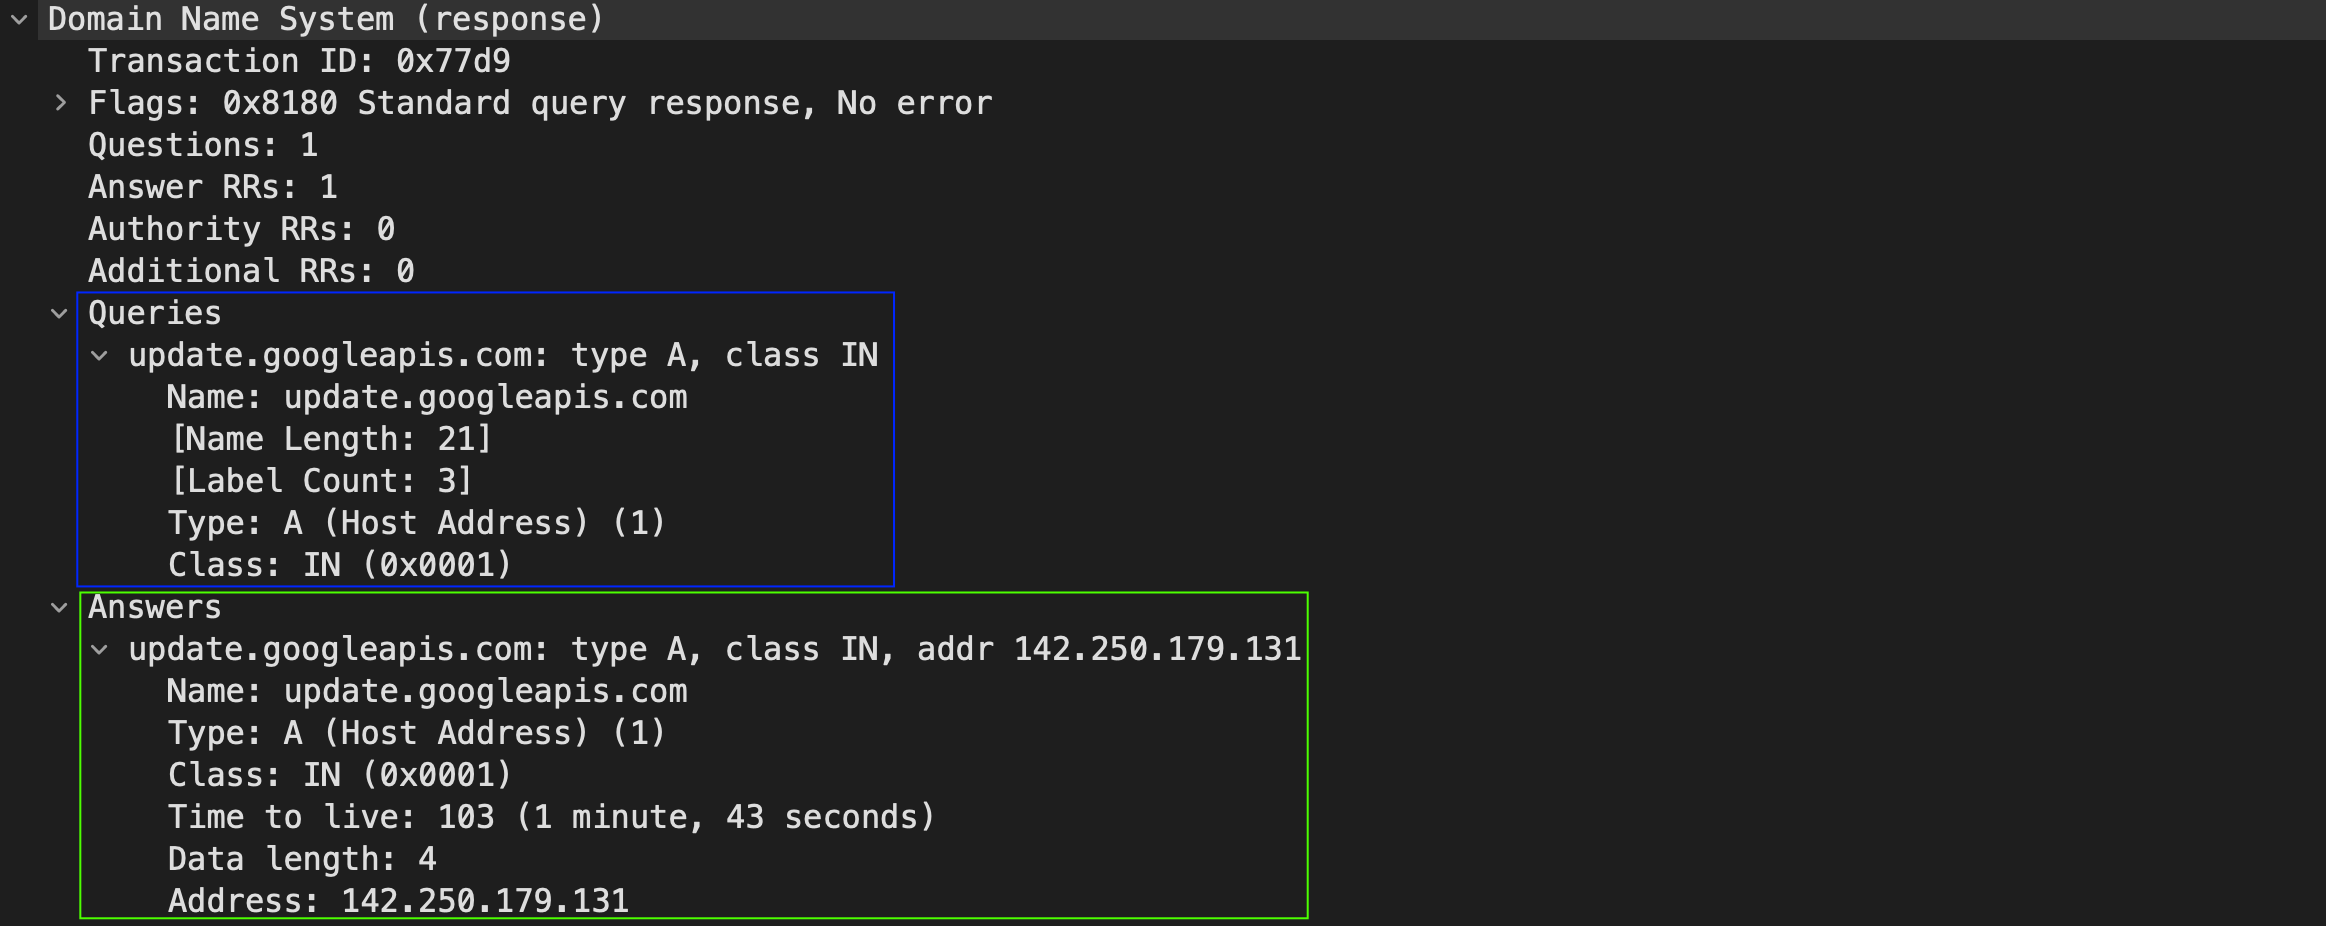 Domain Name System (response)
Transaction ID: 0x77d9
Flags: 0x8180 Standard query response, No error
Questions: 1
Answer RRs: 1
Authority RRs: 0
Additional RRs: 0
Queries
update.googleapis.com: type A, class IN
Name: update.googleapis.com
[Name Length: 21]
[Label Count: 3]
Type: A (Host Address) (1)
Class: IN (0x0001)
Answers
update.googleapis.com: type A, class IN, addr 142.250.179.131
Name: update.googleapis.com
Type: A (Host Address) (1)
Class: IN (0x0001)
Time to live: 103 (1 minute, 43 seconds)
Data length: 4
Address: 142.250.179.131